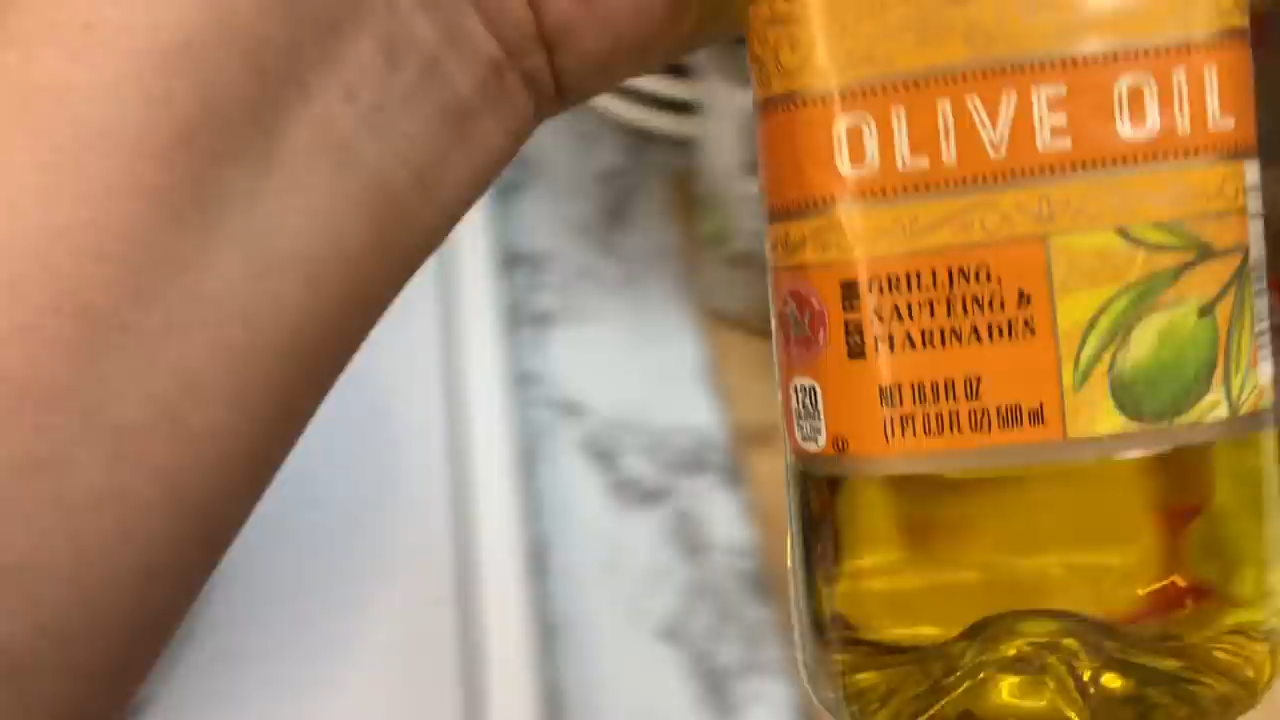 OLIVE OIL
GRILLING,
SAUTÉING &
MARINADES
NET 16.9 FL OZ
(1 PT 0.9 FL OZ) 500 mL
120